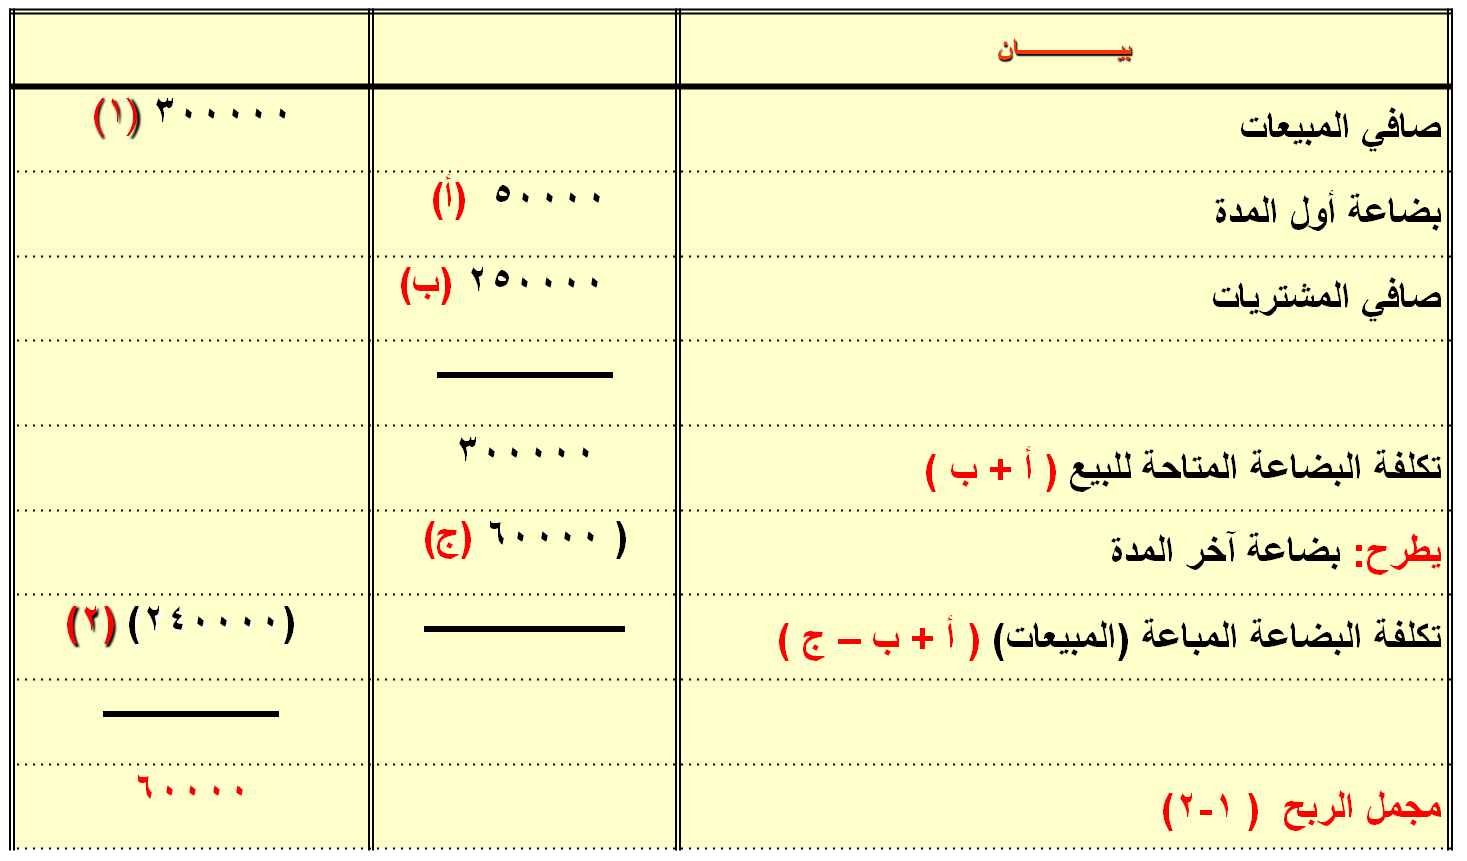 بيـــــــــــــان
صافي المبيعات
٣٠٠٠٠٠ (١)
بضاعة أول المدة
٥٠٠٠٠ (أ)
صافي المشتريات
٢٥٠٠٠٠ (ب)
تكلفة البضاعة المتاحة للبيع ( أ + ب )
٣٠٠٠٠٠
يطرح: بضاعة آخر المدة
( ٦٠٠٠٠ (ج)
تكلفة البضاعة المباعة (المبيعات) ( أ + ب – ج )
(٢٤٠٠٠٠) (٢)
مجمل الربح ( ١-٢)
٦٠٠٠٠